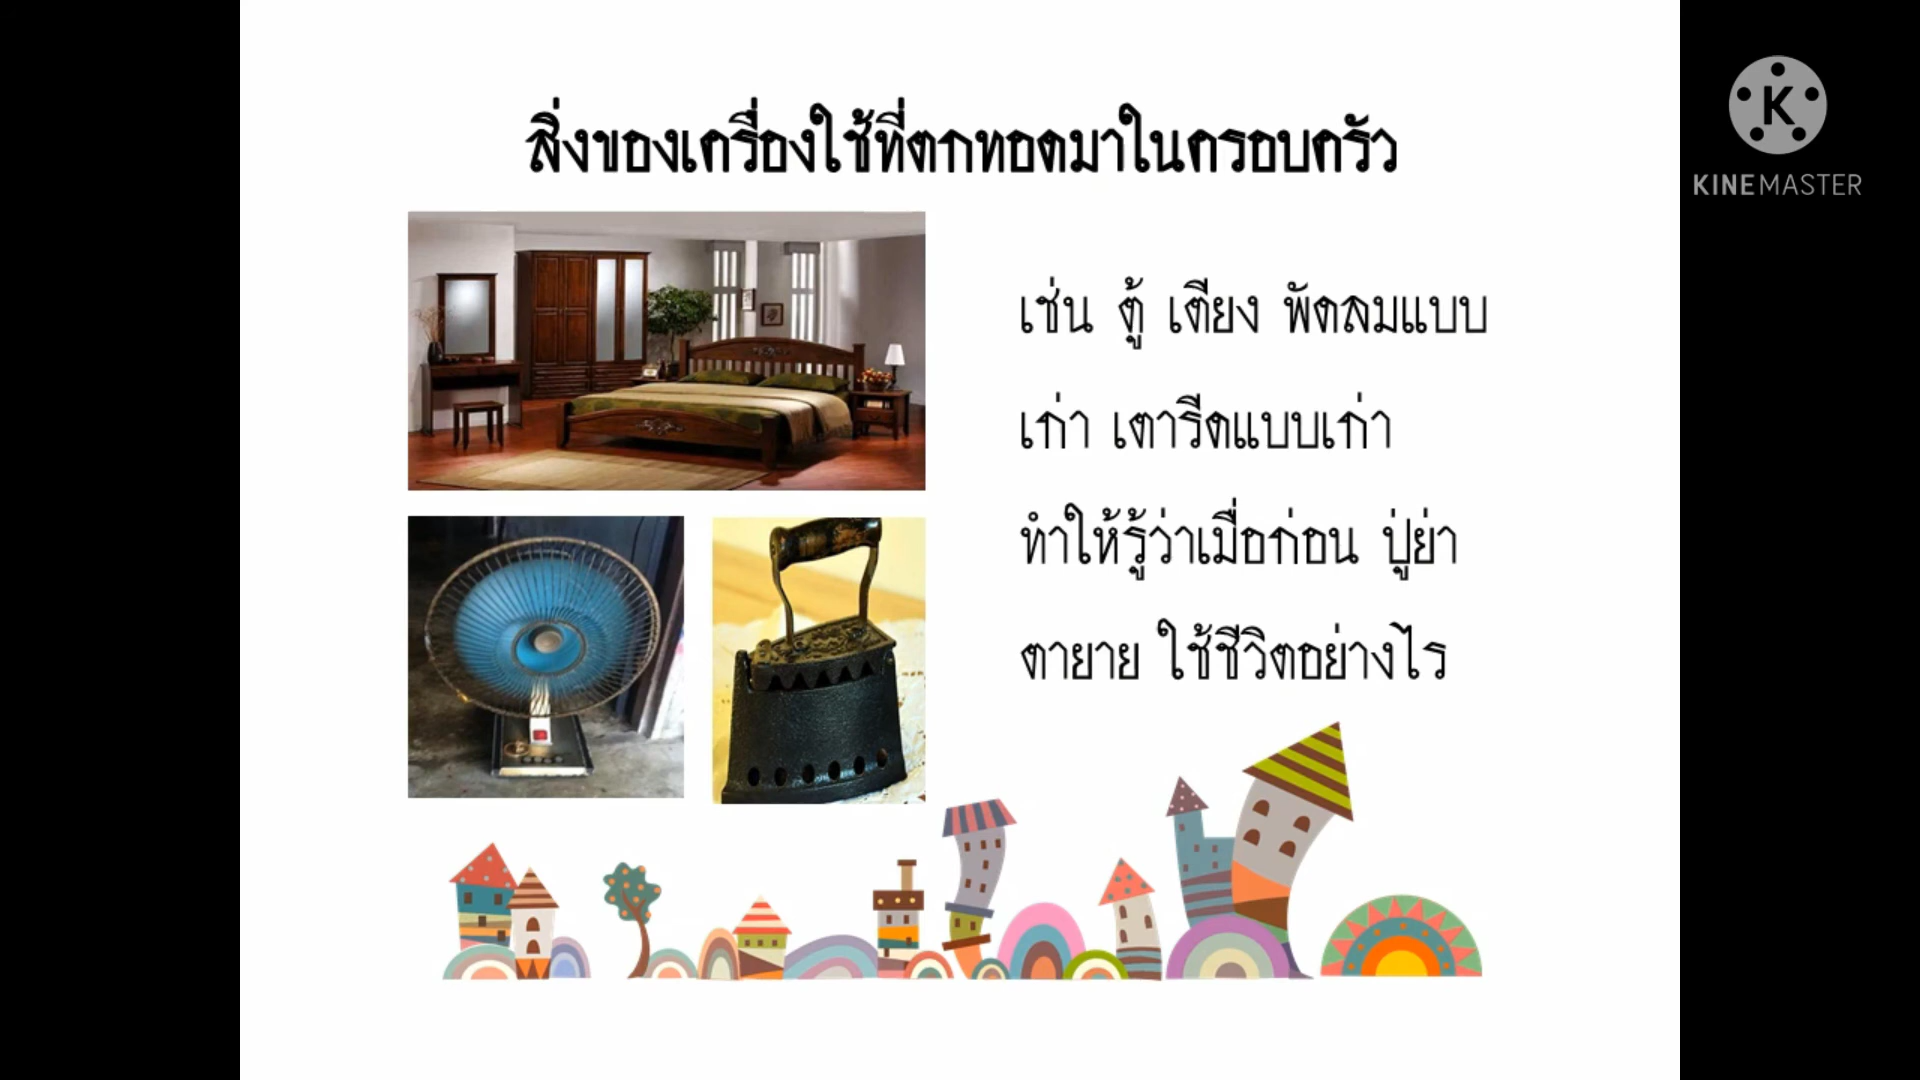 สิ่งของเครื่องใช้ที่ตกทอดมาในครอบครัว
เช่น ตู้ เตียง พัดลมแบบ
เก่า เตารีดแบบเก่า
ทำให้รู้ว่าเมื่อก่อน ปู่ย่า
ตายาย ใช้ชีวิตอย่างไร
K
KINEMASTER